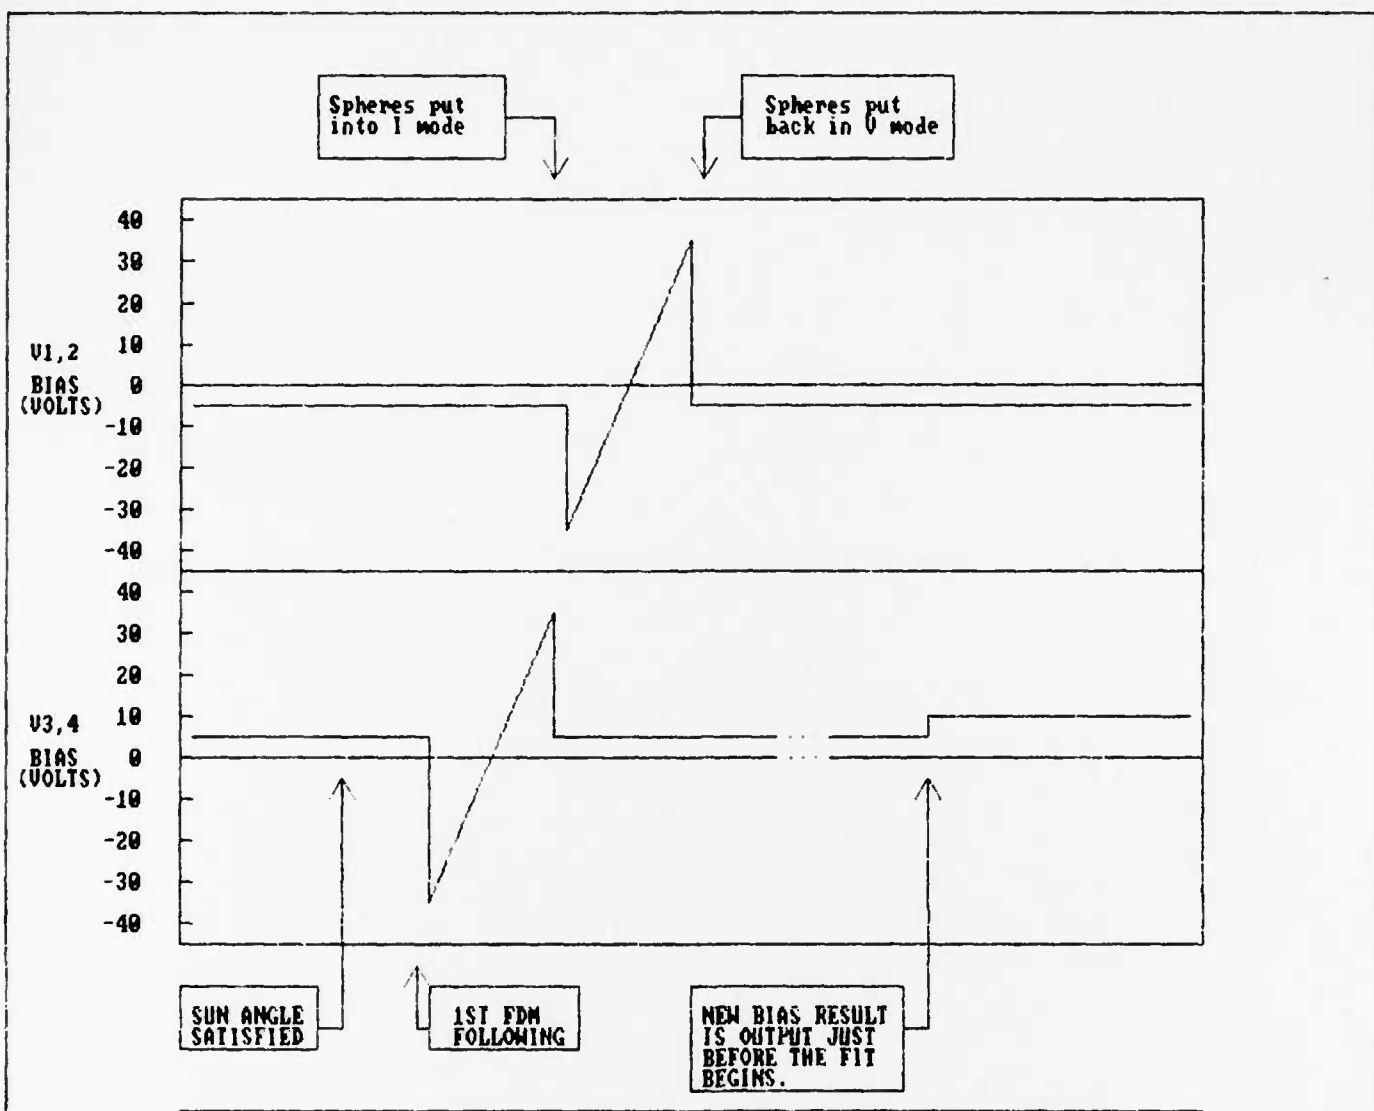 Spheres put
into I mode
Spheres put
back in V mode
40
30
20
10
0
-10
-20
-30
-40
V1,2
BIAS
(VOLTS)
40
30
20
10
0
-10
-20
-30
-40
V3,4
BIAS
(VOLTS)
SUN ANGLE
SATISFIED
1ST FDM
FOLLOWING
NEW BIAS RESULT
IS OUTPUT JUST
BEFORE THE FIT
BEGINS.